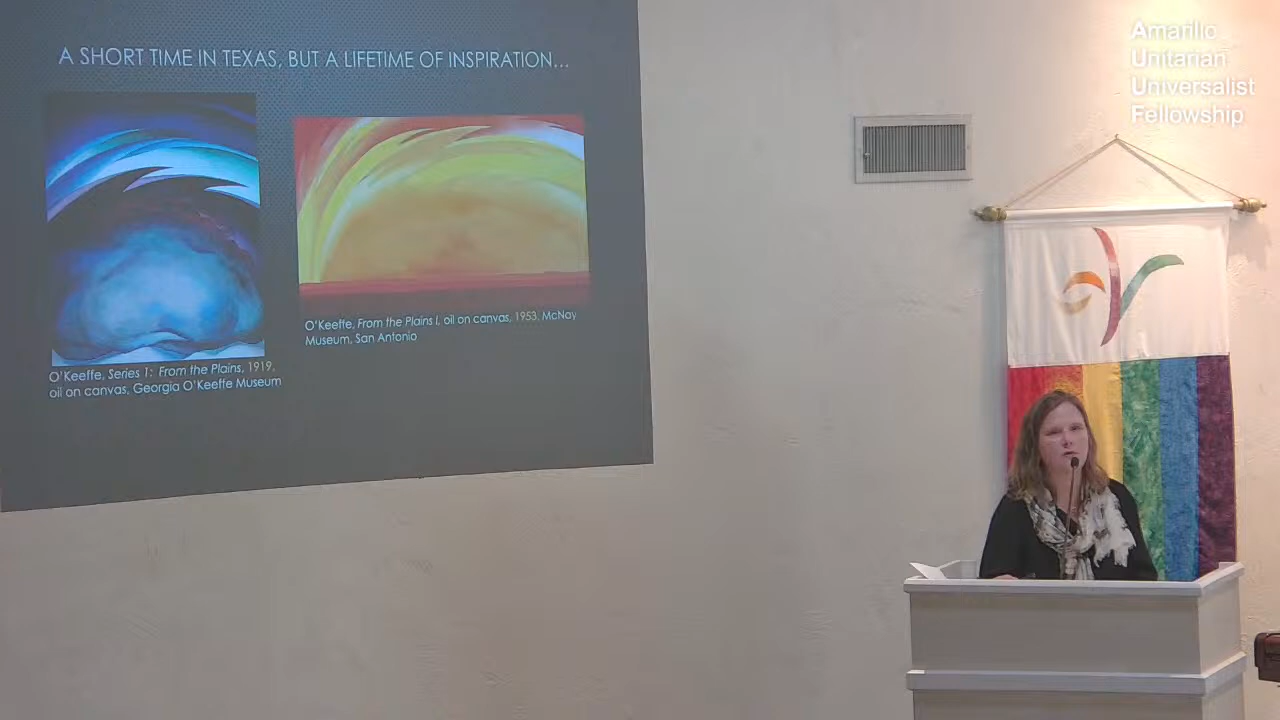 A SHORT TIME IN TEXAS, BUT A LIFETIME OF INSPIRATION...
O'Keeffe, Series 1: From the Plains, 1919,
oil on canvas, Georgia O'Keeffe Museum
O'Keeffe, From the Plains I, oil on canvas, 1953, McNay
Museum, San Antonio
Amarillo
Unitarian
Universalist
Fellowship